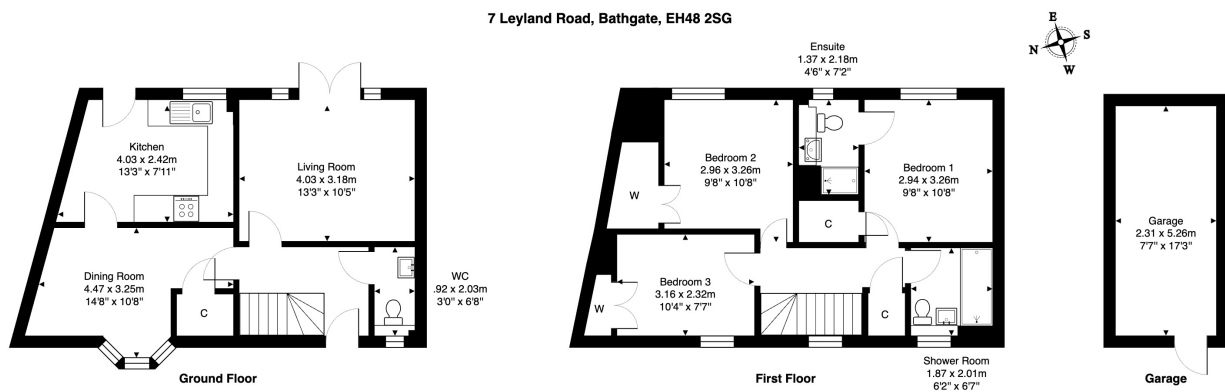 7 Leyland Road, Bathgate, EH48 2SG
E
N
S
W
Kitchen
4.03 x 2.42m
13'3" x 7'11"
Living Room
4.03 x 3.18m
13'3" x 10'5"
Dining Room
4.47 x 3.25m
14'8" x 10'8"
C
WC
.92 x 2.03m
3'0" x 6'8"
Ground Floor
Ensuite
1.37 x 2.18m
4'6" x 7'2"
Bedroom 2
2.96 x 3.26m
9'8" x 10'8"
Bedroom 1
2.94 x 3.26m
9'8" x 10'8"
W
C
Bedroom 3
3.16 x 2.32m
10'4" x 7'7"
W
C
Shower Room
1.87 x 2.01m
6'2" x 6'7"
First Floor
Garage
2.31 x 5.26m
7'7" x 17'3"
Garage